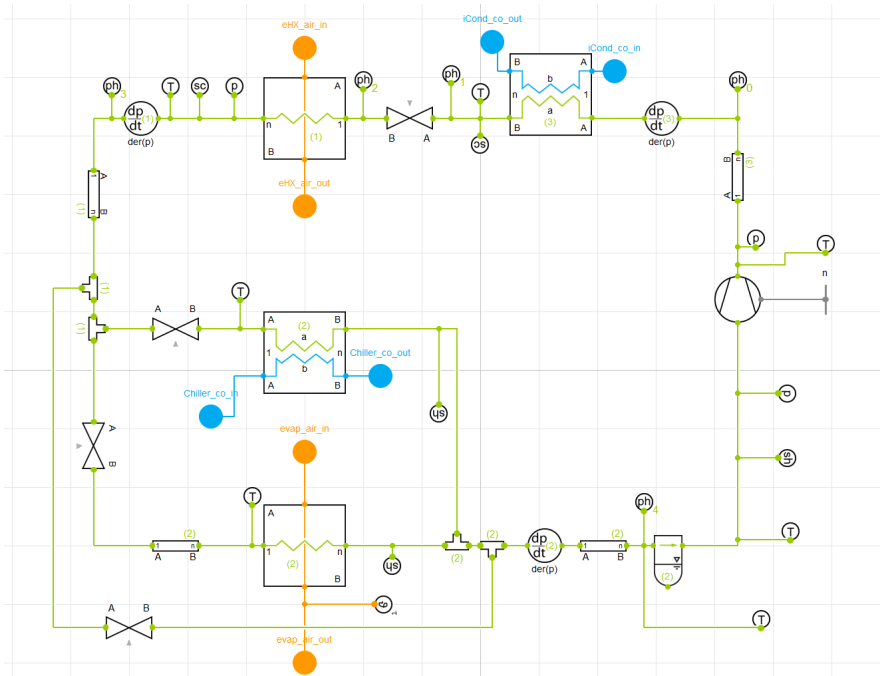 eHX_air_in
iCond_co_out
iCond_co_in
ph 3
T
sc
p
A
n
(1)
1
B
ph 2
B A
ph 1
T
sc
B
b
A
n
1
a
B
(3)
A
dp
dt (1)
der(p)
dp
dt (3)
der(p)
ph 0
eHX_air_out
A
1
(1)
n
B
B
n
(3)
A
1
p
T
n
(1)
(1)
A B
T
A
(2)
B
a
1
n
b
A
B
Chiller_co_out
Chiller_co_in
sh
p
sh
T
evap_air_in
A
B
T
A
1
n
(2)
B
(2)
1 n
A B
sh
(2)
(2)
dp
dt (2)
der(p)
(2)
1 n
A B
ph 4
(2)
T
A B
evap_air_out